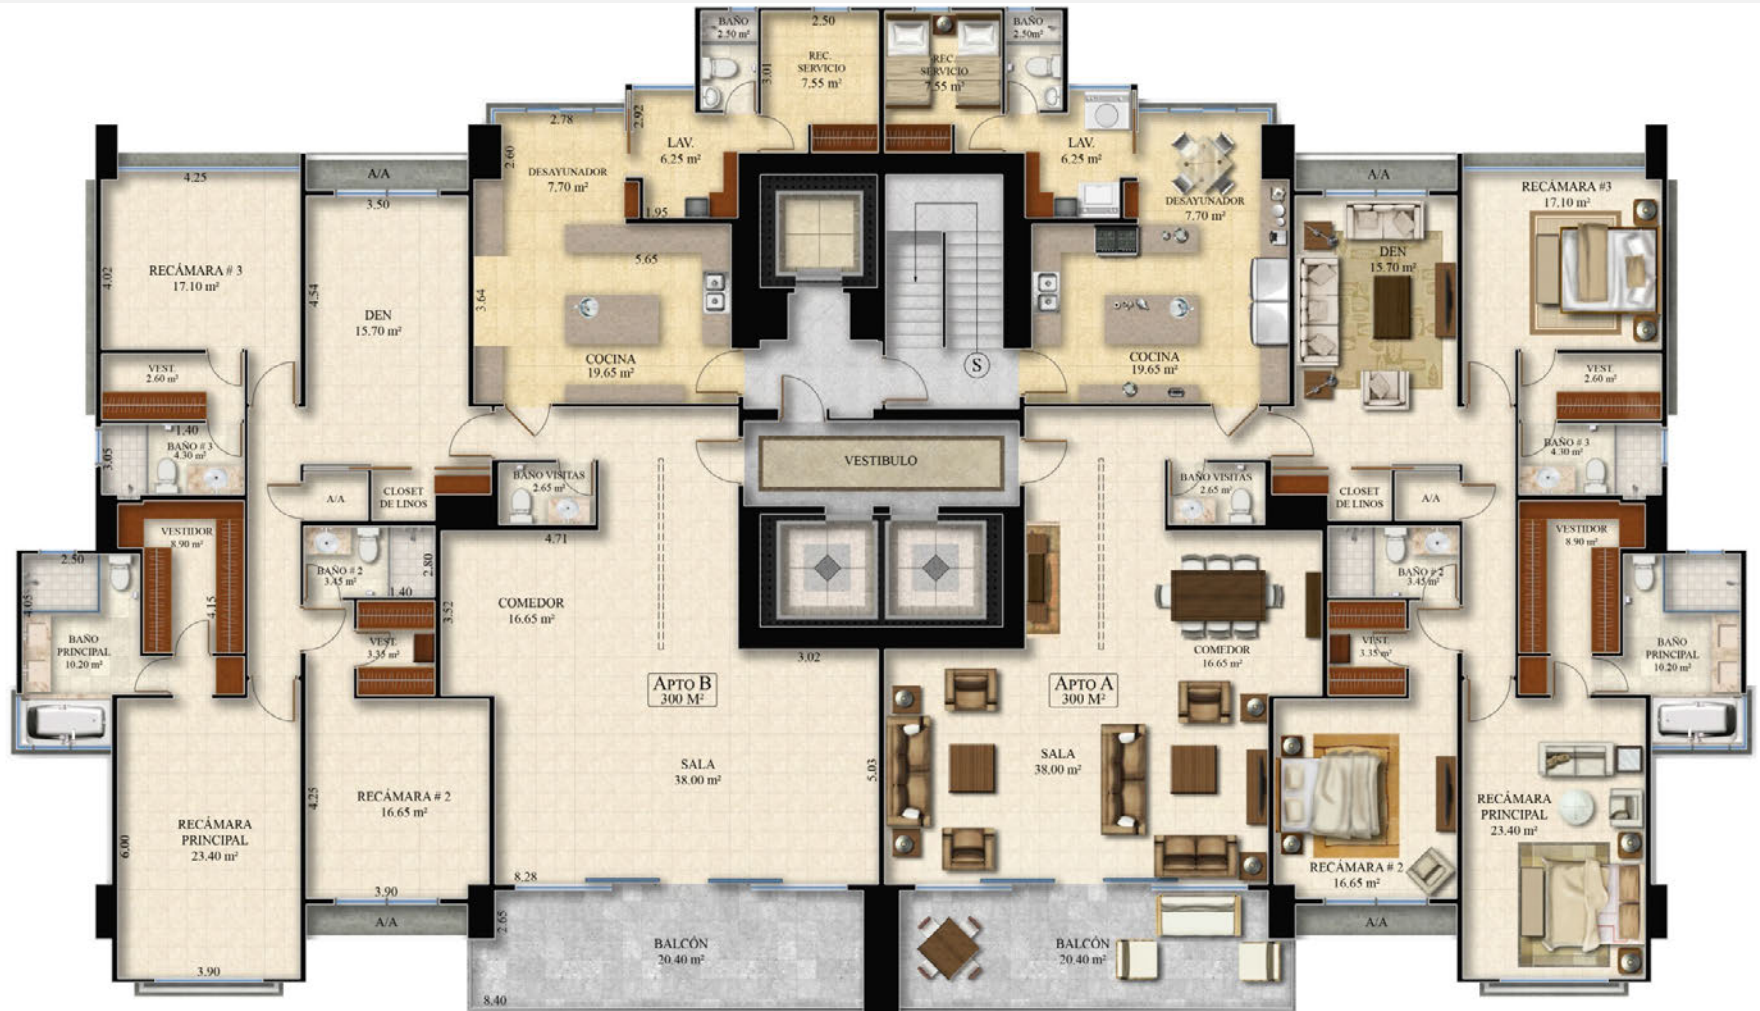 BAÑO
2.50 m²
2.50
REC.
SERVICIO
7.55 m²
3.01
REC.
SERVICIO
7.55 m²
BAÑO
2.50m²
2.78
2.92
2.60
LAV.
6.25 m²
DESAYUNADOR
7.70 m²
1.95
5.65
3.64
COCINA
19.65 m²
LAV.
6.25 m²
DESAYUNADOR
7.70 m²
COCINA
19.65 m²
S
4.25
A/A
3.50
RECÁMARA # 3
17.10 m²
4.02
4.54
DEN
15.70 m²
VEST.
2.60 m²
1.40
BAÑO # 3
4.30 m²
3.05
A/A
DEN
15.70 m²
RECÁMARA #3
17.10 m²
VEST.
2.60 m²
BAÑO # 3
4.30 m²
VESTIBULO
A/A
CLOSET
DE LINOS
BAÑO VISITAS
2.65 m²
4.71
BAÑO VISITAS
2.65 m²
CLOSET
DE LINOS
A/A
VESTIDOR
8.90 m²
2.50
4.05
4.15
BAÑO
PRINCIPAL
10.20 m²
BAÑO # 2
3.45 m²
2.80
1.40
3.52
VEST.
3.35 m²
COMEDOR
16.65 m²
3.02
COMEDOR
16.65 m²
BAÑO # 2
3.45 m²
VEST.
3.35 m²
VESTIDOR
8.90 m²
BAÑO
PRINCIPAL
10.20 m²
APTO B
300 M²
APTO A
300 M²
SALA
38.00 m²
5.03
SALA
38.00 m²
RECÁMARA
PRINCIPAL
23.40 m²
6.00
4.25
RECÁMARA # 2
16.65 m²
3.90
8.28
RECÁMARA # 2
16.65 m²
RECÁMARA
PRINCIPAL
23.40 m²
A/A
2.65
BALCÓN
20.40 m²
BALCÓN
20.40 m²
A/A
3.90
8.40